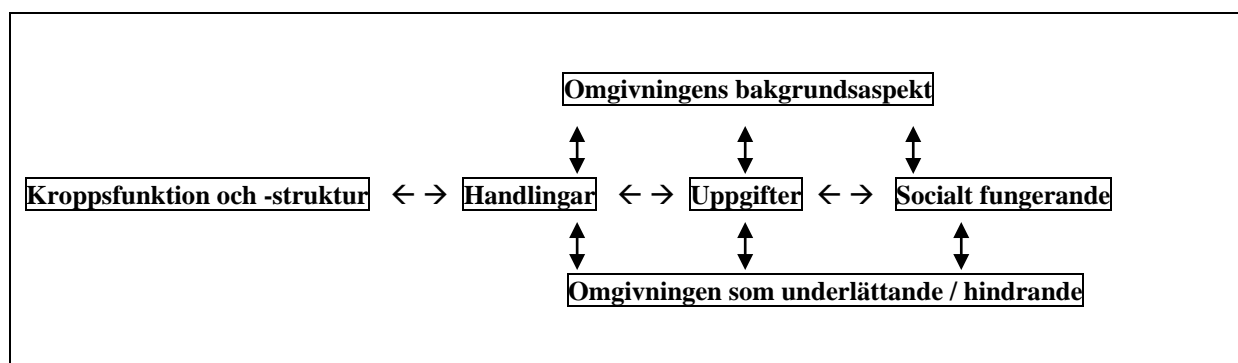 Omgivningens bakgrundsaspekt
Kroppsfunktion och -struktur ← → Handlingar ← → Uppgifter ← → Socialt fungerande
Omgivningen som underlättande / hindrande